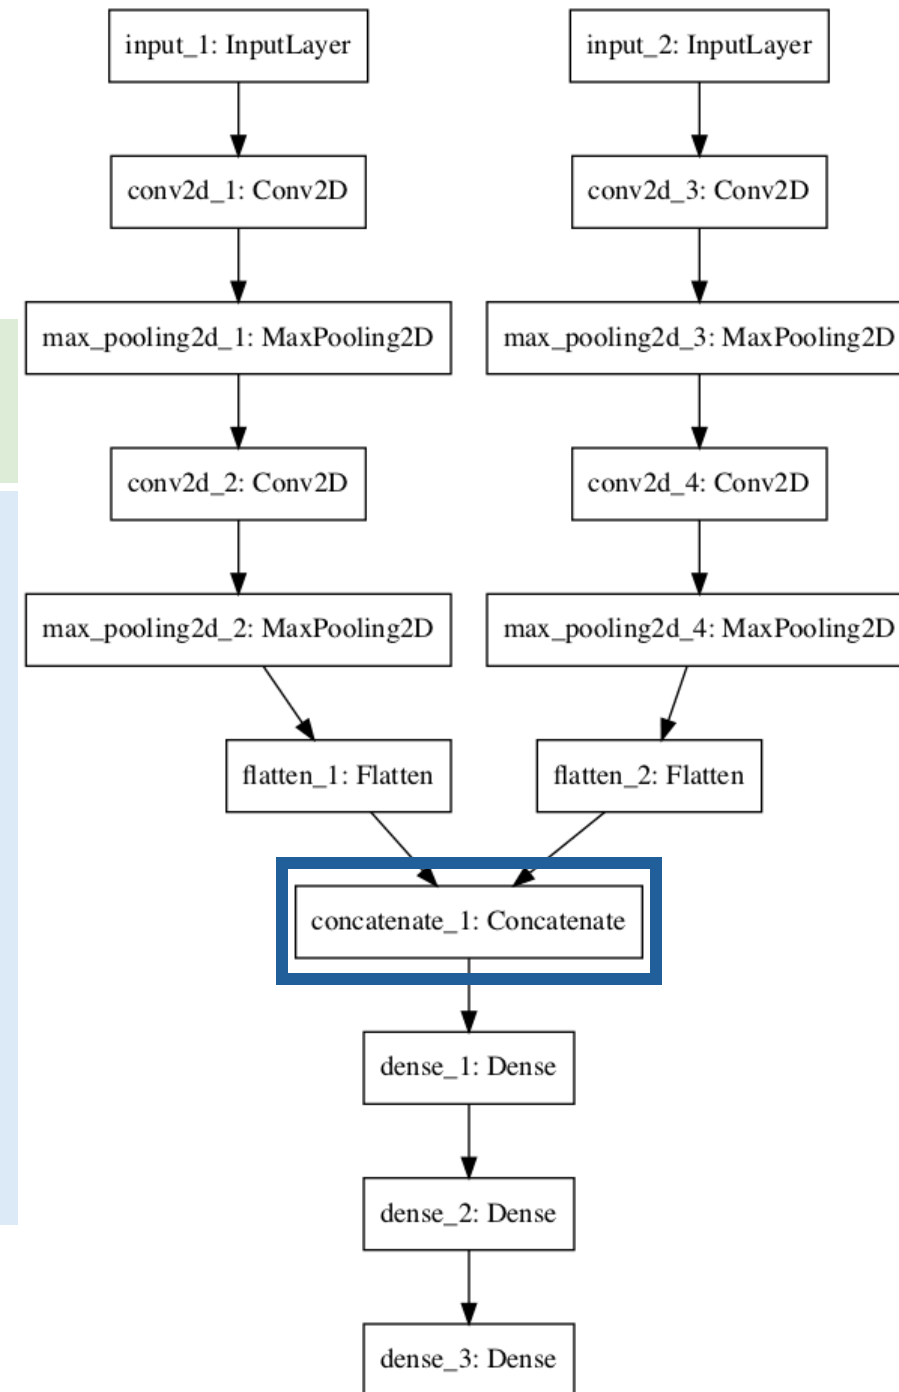 input_1: InputLayer
input_2: InputLayer
conv2d_1: Conv2D
conv2d_3: Conv2D
max_pooling2d_1: MaxPooling2D
max_pooling2d_3: MaxPooling2D
conv2d_2: Conv2D
conv2d_4: Conv2D
max_pooling2d_2: MaxPooling2D
max_pooling2d_4: MaxPooling2D
flatten_1: Flatten
flatten_2: Flatten
concatenate_1: Concatenate
dense_1: Dense
dense_2: Dense
dense_3: Dense